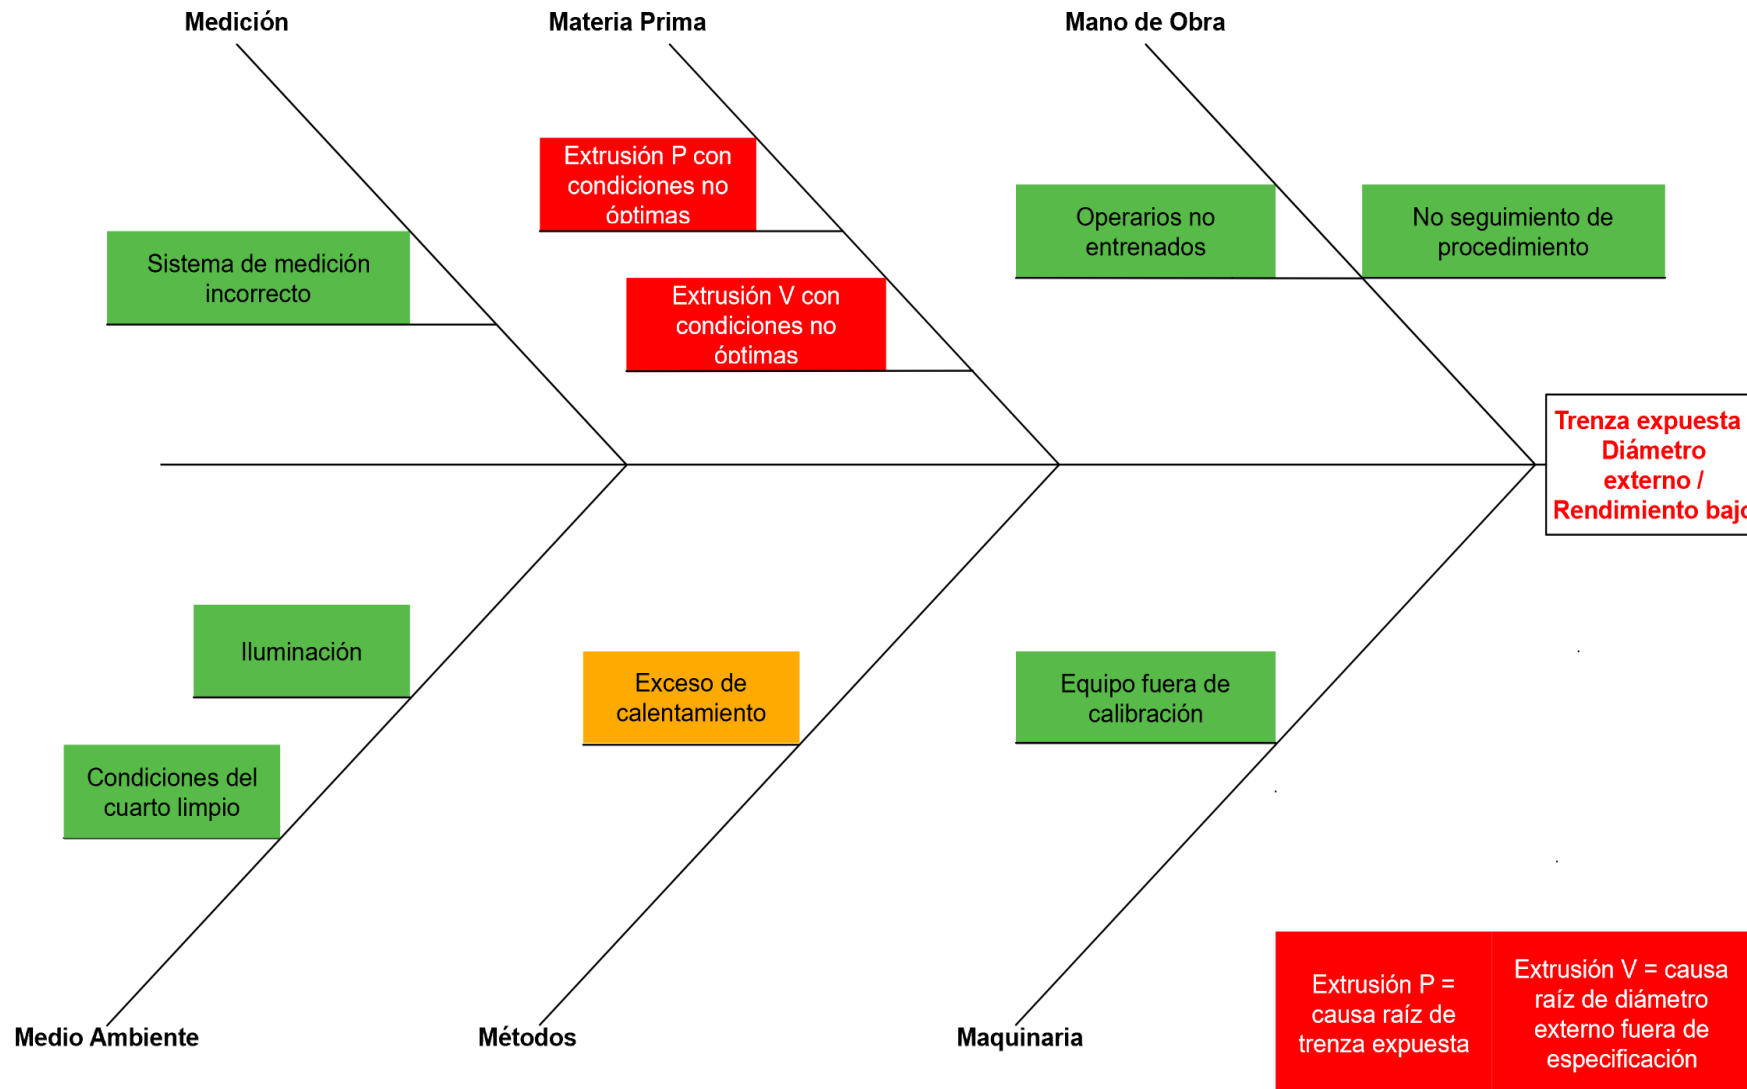 Medición
Materia Prima
Mano de Obra
Extrusión P con
condiciones no
óptimas
Operarios no
entrenados
No seguimiento de
procedimiento
Sistema de medición
incorrecto
Extrusión V con
condiciones no
óptimas
Trenza expuesta
Diámetro
externo /
Rendimiento bajo
Iluminación
Exceso de
calentamiento
Equipo fuera de
calibración
Condiciones del
cuarto limpio
Extrusión P =
causa raíz de
trenza expuesta
Extrusión V = causa
raíz de diámetro
externo fuera de
especificación
Medio Ambiente
Métodos
Maquinaria